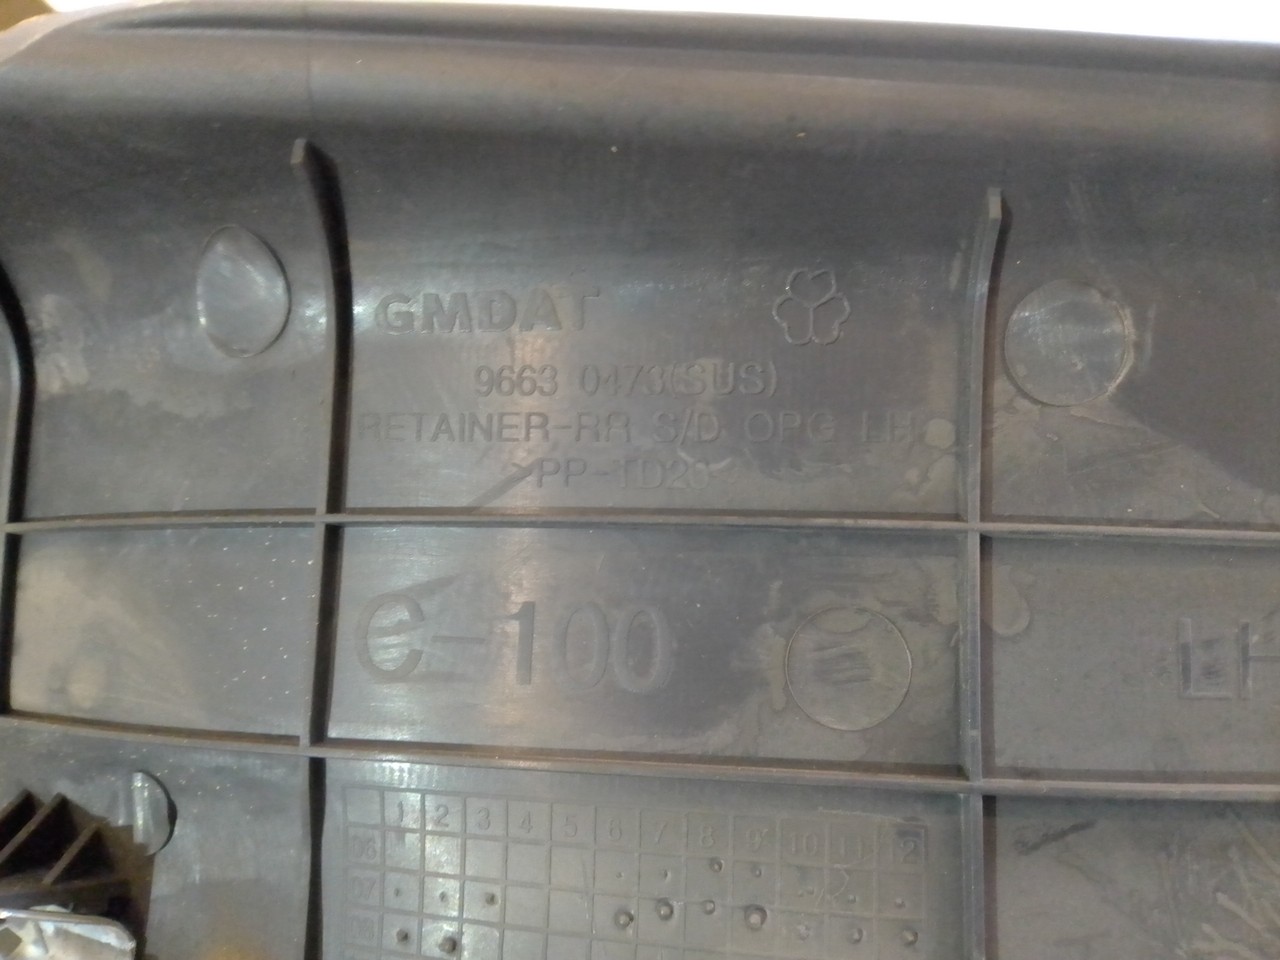 GMDAT
9663 0473(SUS)
RETAINER-RR S/D OPG LH
>PP-TD20<
C-100
1 2 3 4 5 6 7 8 9 10 11 12
06
07
08